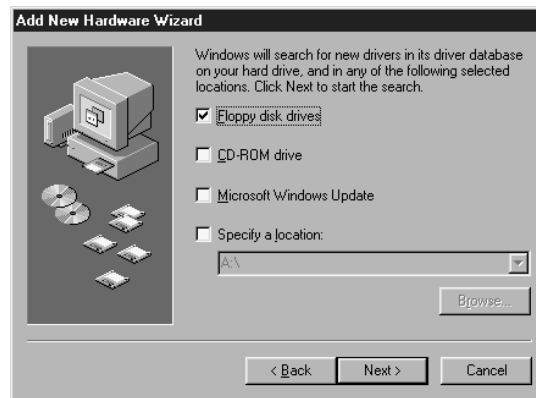 Add New Hardware Wizard
Windows will search for new drivers in its driver database
on your hard drive, and in any of the following selected
locations. Click Next to start the search.
Floppy disk drives
CD-ROM drive
Microsoft Windows Update
Specify a location:
A:\
Browse...
< Back
Next >
Cancel